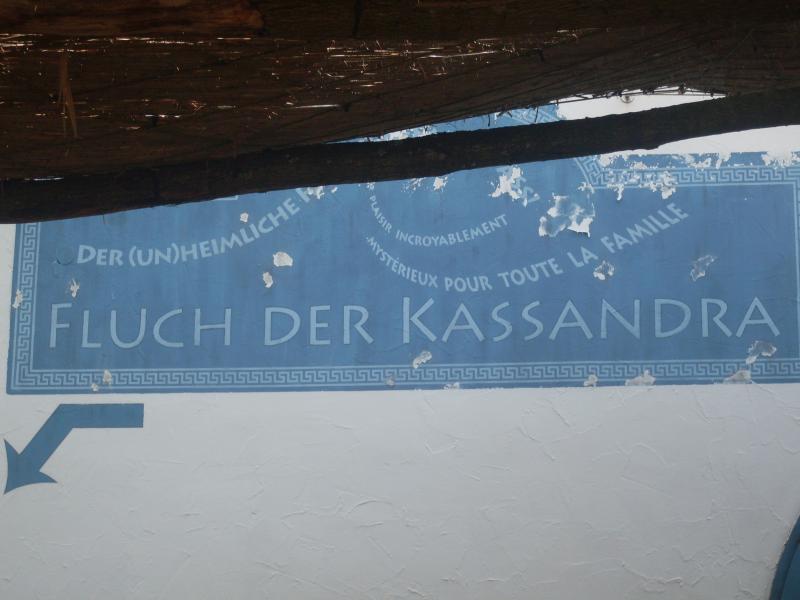 DER (UN)HEIMLICHE
PLAISIR INCROYABLEMENT
MYSTÉRIEUX POUR TOUTE LA FAMILLE
FLUCH DER KASSANDRA